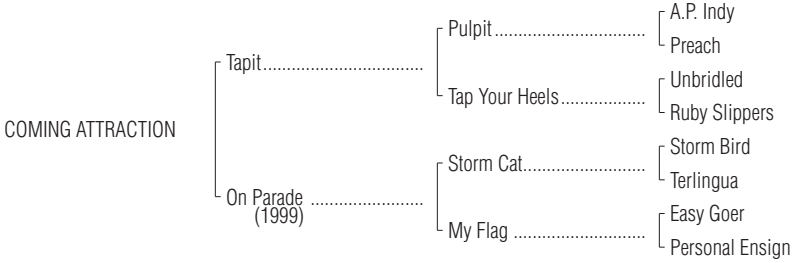 A.P. Indy
Pulpit..................................
Preach
Tapit....................................
Unbridled
Tap Your Heels...................
Ruby Slippers
COMING ATTRACTION
Storm Bird
Storm Cat...........................
Terlingua
On Parade .........................
(1999)
Easy Goer
My Flag .............................
Personal Ensign